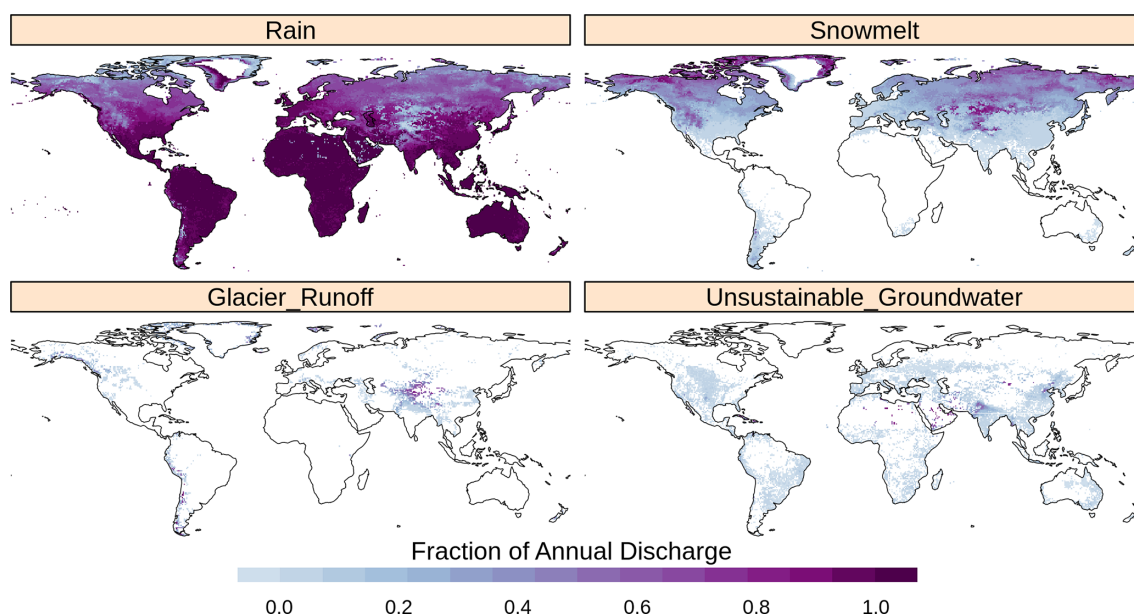 Rain
Snowmelt
Glacier_Runoff
Unsustainable_Groundwater
Fraction of Annual Discharge
0.0 0.2 0.4 0.6 0.8 1.0